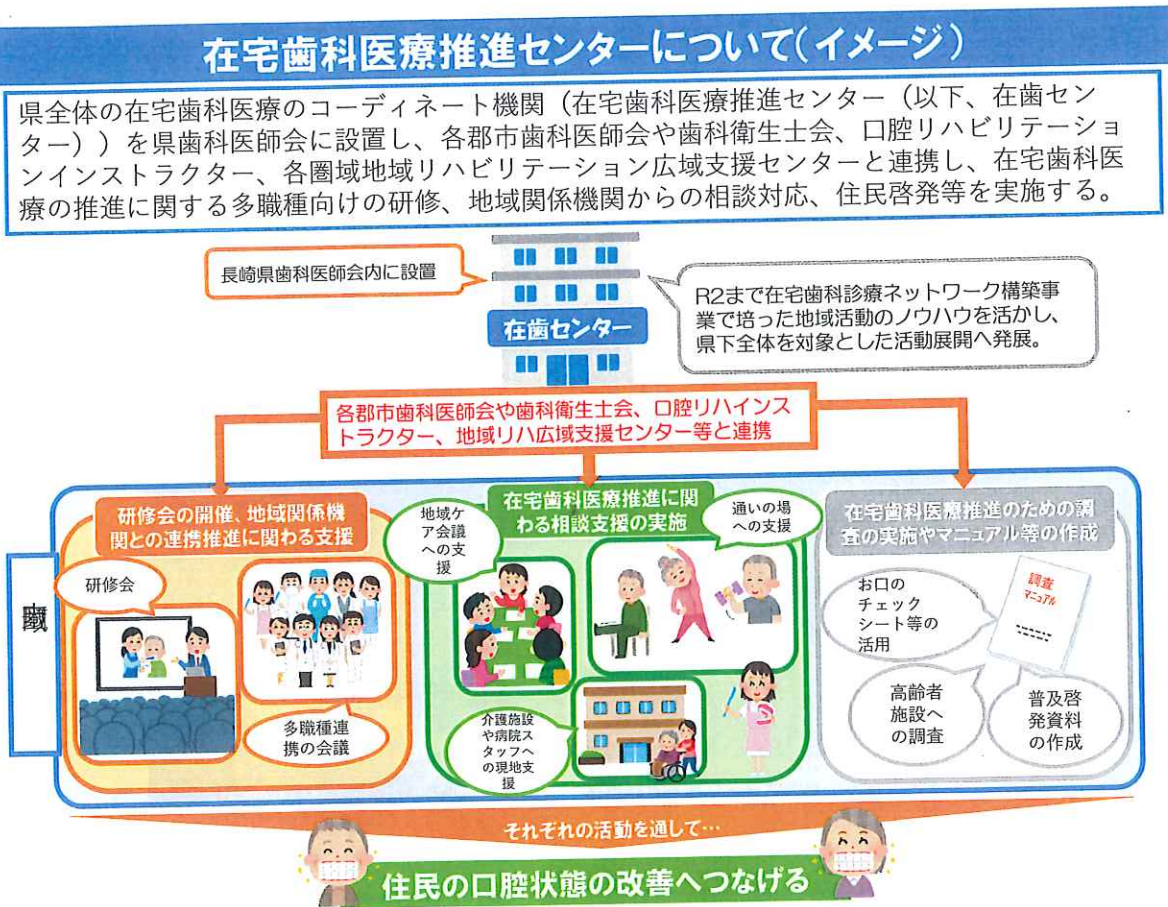 在宅歯科医療推進センターについて(イメージ)
県全体の在宅歯科医療のコーディネート機関（在宅歯科医療推進センター（以下、在歯セン
ター））を県歯科医師会に設置し、各郡市歯科医師会や歯科衛生士会、口腔リハビリテーショ
ンインストラクター、各圏域地域リハビリテーション広域支援センターと連携し、在宅歯科医
療の推進に関する多職種向けの研修、地域関係機関からの相談対応、住民啓発等を実施する。
長崎県歯科医師会内に設置
在歯センター
R2まで在宅歯科診療ネットワーク構築事
業で培った地域活動のノウハウを活かし、
県下全体を対象とした活動展開へ発展。
各郡市歯科医師会や歯科衛生士会、口腔リハインス
トラクター、地域リハ広域支援センター等と連携
研修会の開催、地域関係機
関との連携推進に関わる支援
研修会
多職種連
携の会議
在宅歯科医療推進に関
わる相談支援の実施
地域ケ
ア会議
への支
援
通いの場
への支援
介護施設
や病院ス
タッフへ
の現地支
援
在宅歯科医療推進のための調
査の実施やマニュアル等の作成
お口の
チェック
シート等の
活用
調査
マニュアル
高齢者
施設へ
の調査
普及啓
発資料
の作成
それぞれの活動を通して…
住民の口腔状態の改善へつなげる